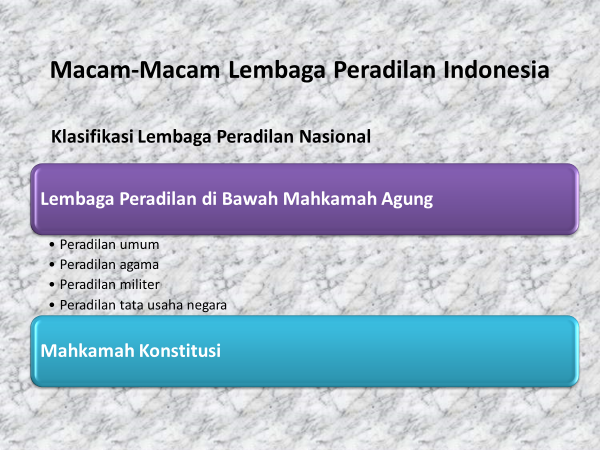 Macam-Macam Lembaga Peradilan Indonesia
Klasifikasi Lembaga Peradilan Nasional
Lembaga Peradilan di Bawah Mahkamah Agung
• Peradilan umum
• Peradilan agama
• Peradilan militer
• Peradilan tata usaha negara
Mahkamah Konstitusi